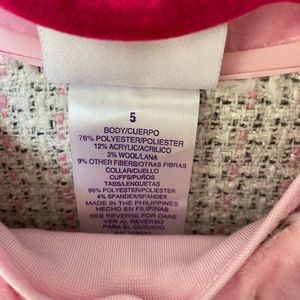 5
BODY/CUERPO
76% POLYESTER/POLIESTER
12% ACRYLIC/ACRILICO
3% WOOL/LANA
9% OTHER FIBERS/OTRAS FIBRAS
COLLAR/CUELLO
CUFFS/PUÑOS
TABS/LENGUETAS
96% POLYESTER/POLIESTER
4% SPANDEX/SPANDEX
MADE IN THE PHILIPPINES
HECHO EN FILIPINAS
SEE REVERSE FOR CARE
VER AL REVERSO
PARA EL CUIDADO